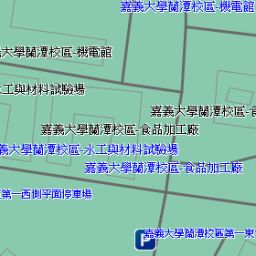 嘉義大學蘭潭校區-機電館
大學蘭潭校區-機電館
水工與材料試驗場
嘉義大學蘭潭校區-食
嘉義大學蘭潭校區-食品加工廠
大學蘭潭校區-水工與材料試驗場
嘉義大學蘭潭校區-食品加工廠
第一西側平面停車場
P
嘉義大學蘭潭校區第一東